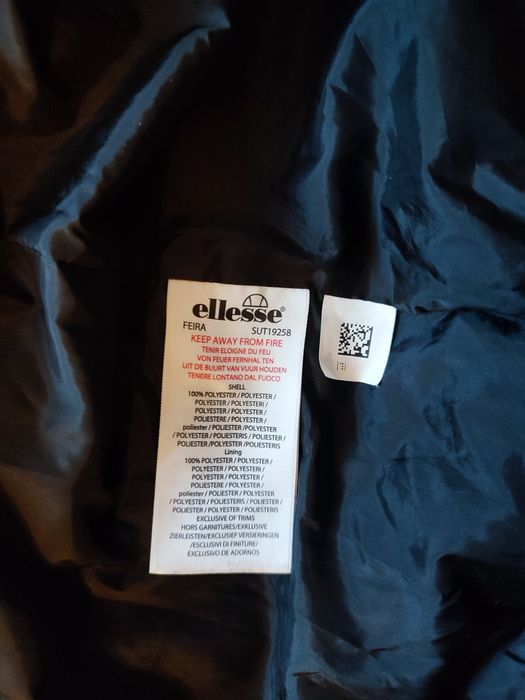 ellesse®
FEIRA SUT19258
KEEP AWAY FROM FIRE
TENIR ELOIGNE DU FEU
VON FEUER FERNHAL TEN
UIT DE BUURT VAN VUUR HOUDEN
TENERE LONTANO DAL FUOCO
SHELL
100% POLYESTER / POLYESTER /
POLYESTER / POLYESTERI /
POLYESTER / POLYESTER /
POLIESTERE / POLYESTER /
poliester / POLIESTER / POLYESTER
/ POLYESTER / POLIESTERIS / POLIESTER /
POLIESTER /POLYESTER /POLIESTERIS
Lining
100% POLYESTER / POLYESTER /
POLYESTER / POLYESTERI /
POLYESTER / POLYESTER /
POLIESTERE / POLYESTER /
poliester / POLIESTER / POLYESTER
/ POLYESTER / POLIESTERIS / POLIESTER /
POLIESTER / POLYESTER / POLIESTERIS
EXCLUSIVE OF TRIMS
HORS GARNITURES/EXKLUSIVE
ZIERLEISTEN/EXCLUSIEF VERSIERINGEN
/ESCLUSIVI DI FINITURE/
EXCLUSIVO DE ADORNOS